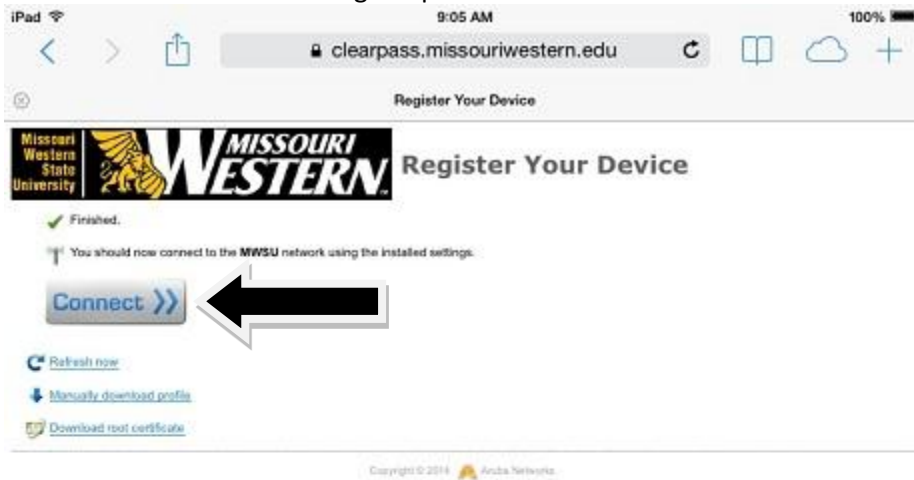 iPad 9:05 AM 100%
clearpass.missouriwestern.edu
Register Your Device
Missouri
Western
State
University
MISSOURI
WESTERN
Register Your Device
Finished.
You should now connect to the MWSU network using the installed settings.
Connect
Refresh now
Manually download profile
Download root certificate
Copyright © 2014 Aruba Networks